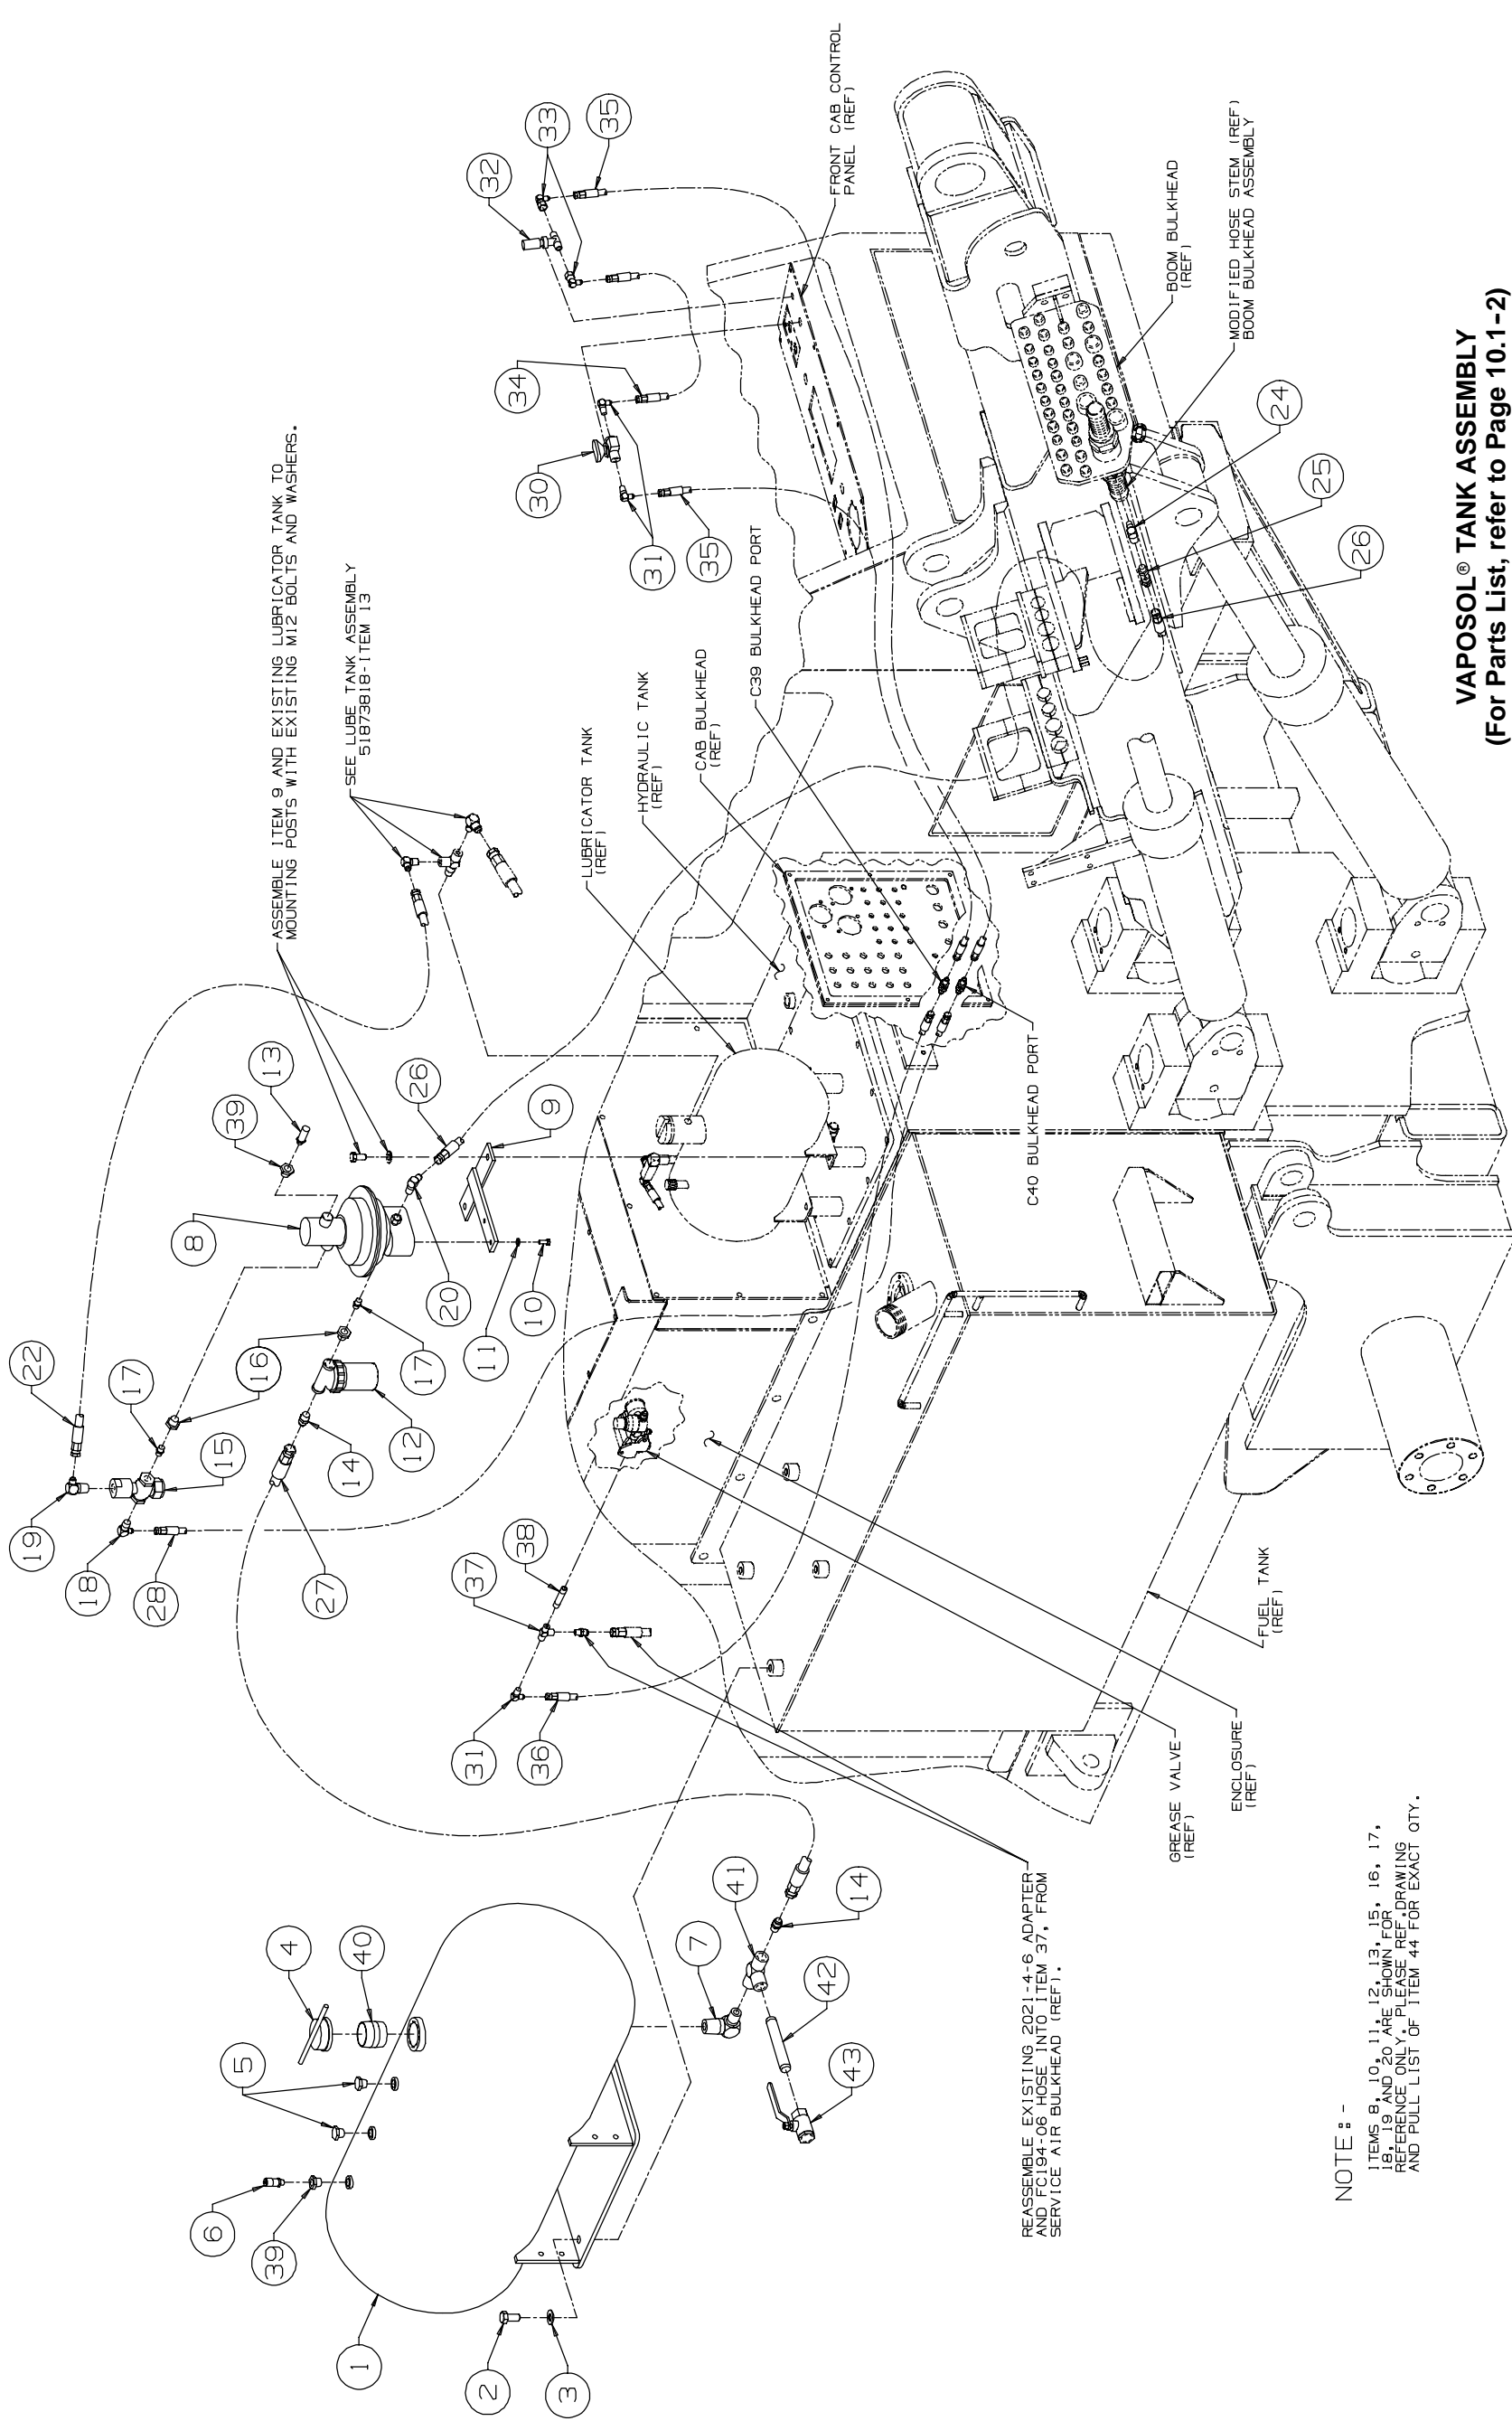 ASSEMBLE ITEM 9 AND EXISTING LUBRICATOR TANK TO
MOUNTING POSTS WITH EXISTING M12 BOLTS AND WASHERS.
SEE LUBE TANK ASSEMBLY
51873818-ITEM 13
LUBRICATOR TANK
(REF)
HYDRAULIC TANK
(REF)
CAB BULKHEAD
(REF)
C39 BULKHEAD PORT
FRONT CAB CONTROL
PANEL (REF)
BOOM BULKHEAD
(REF)
MODIFIED HOSE STEM (REF)
BOOM BULKHEAD ASSEMBLY
C40 BULKHEAD PORT
FUEL TANK
(REF)
ENCLOSURE
(REF)
GREASE VALVE
(REF)
REASSEMBLE EXISTING 2021-4-6 ADAPTER
AND FC194-06 HOSE INTO ITEM 37, FROM
SERVICE AIR BULKHEAD (REF).
1
2
3
4
40
5
6
39
7
41
14
42
43
19
18
28
22
17
15
16
27
14
12
17
8
39
13
20
11
10
9
26
37
38
31
36
32
33
35
34
30
31
35
24
25
26
NOTE:-
ITEMS 8, 10, 11, 12, 13, 15, 16, 17,
18, 19 AND 20 ARE SHOWN FOR
REFERENCE ONLY. PLEASE REF. DRAWING
AND PULL LIST OF ITEM 44 FOR EXACT QTY.
VAPOSOL® TANK ASSEMBLY
(For Parts List, refer to Page 10.1-2)